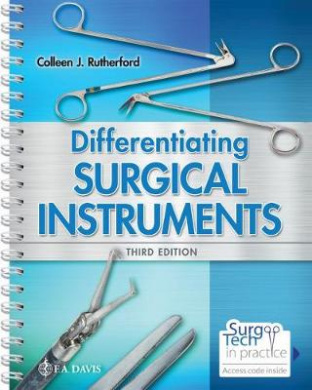 Colleen J. Rutherford
Differentiating
SURGICAL
INSTRUMENTS
THIRD EDITION
Surg
Tech
in practice
Access code inside
F.A. DAVIS